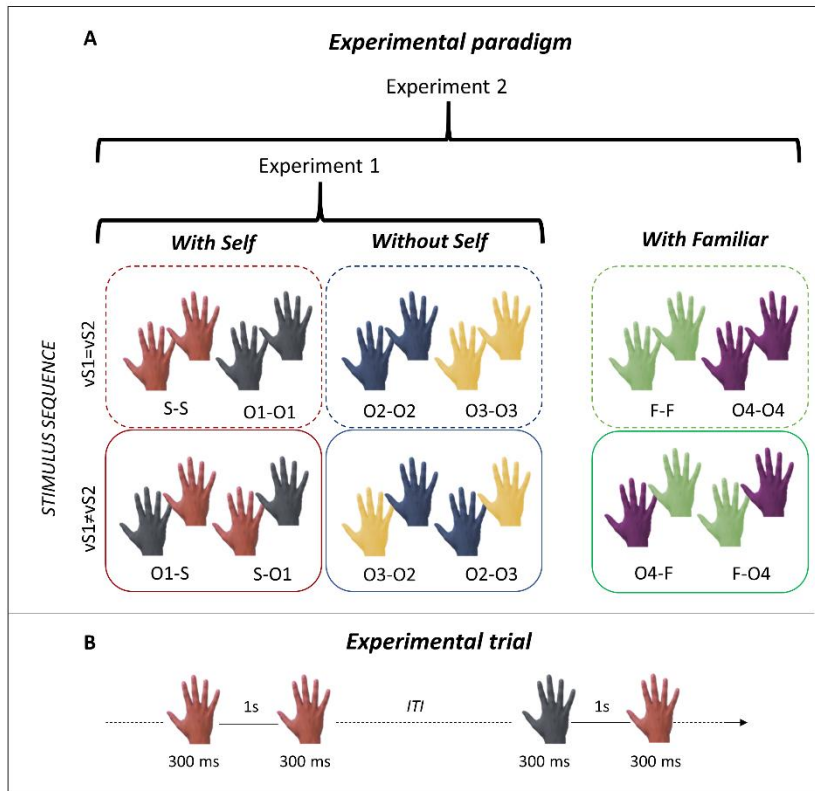 A
Experimental paradigm
Experiment 2
Experiment 1
With Self
Without Self
With Familiar
STIMULUS SEQUENCE
vS1=vS2
S-S
O1-O1
O2-O2
O3-O3
F-F
O4-O4
vS1≠vS2
O1-S
S-O1
O3-O2
O2-O3
O4-F
F-O4
B
Experimental trial
1s
ITI
1s
300 ms
300 ms
300 ms
300 ms